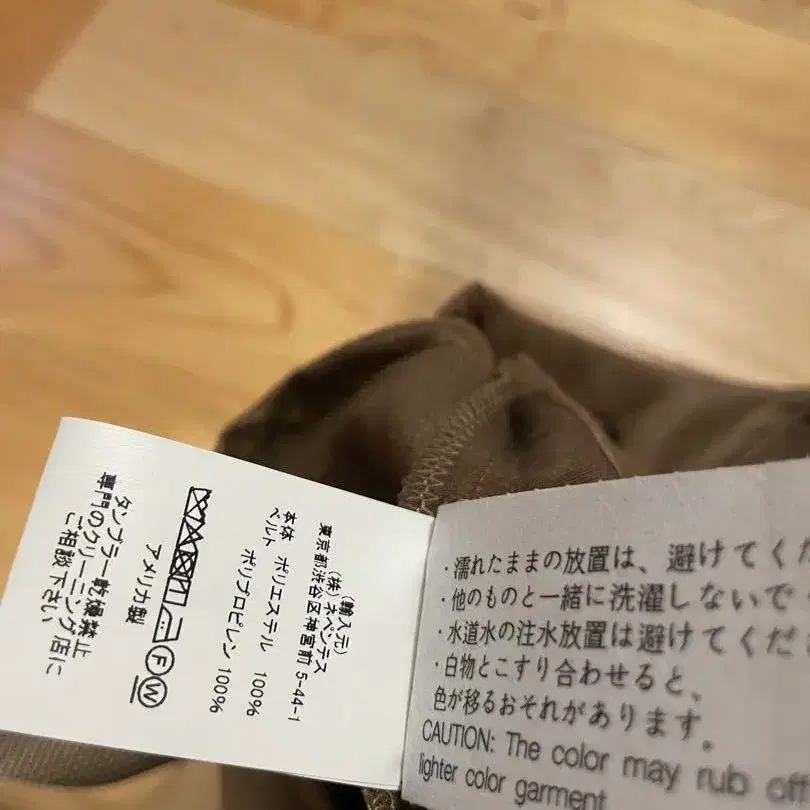 (輸入元)
(株) ネペンテス
東京都渋谷区神宮前 5-44-1
本体 ポリエステル 100%
ベルト ポリプロピレン 100%
F W
アメリカ製
タンブラー乾燥禁止
専門のクリーニング店に
ご相談下さい
・濡れたままの放置は、避けてくだ
・他のものと一緒に洗濯しないで
・水道水の注水放置は避けてくだ
・白物とこすり合わせると、
色が移るおそれがあります。
CAUTION: The color may rub off
lighter color garment